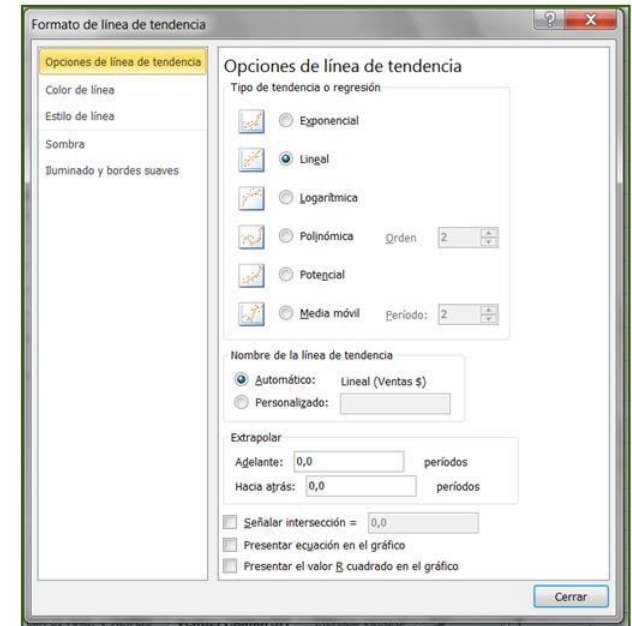 Formato de línea de tendencia
Opciones de línea de tendencia
Color de línea
Estilo de línea
Sombra
Iluminado y bordes suaves
Opciones de línea de tendencia
Tipo de tendencia o regresión
Exponencial
Lineal
Logarítmica
Polinómica Orden 2
Potencial
Media móvil Período: 2
Nombre de la línea de tendencia
Automático: Lineal (Ventas $)
Personalizado:
Extrapolar
Adelante: 0,0 períodos
Hacia atrás: 0,0 períodos
Señalar intersección = 0,0
Presentar ecuación en el gráfico
Presentar el valor R cuadrado en el gráfico
Cerrar